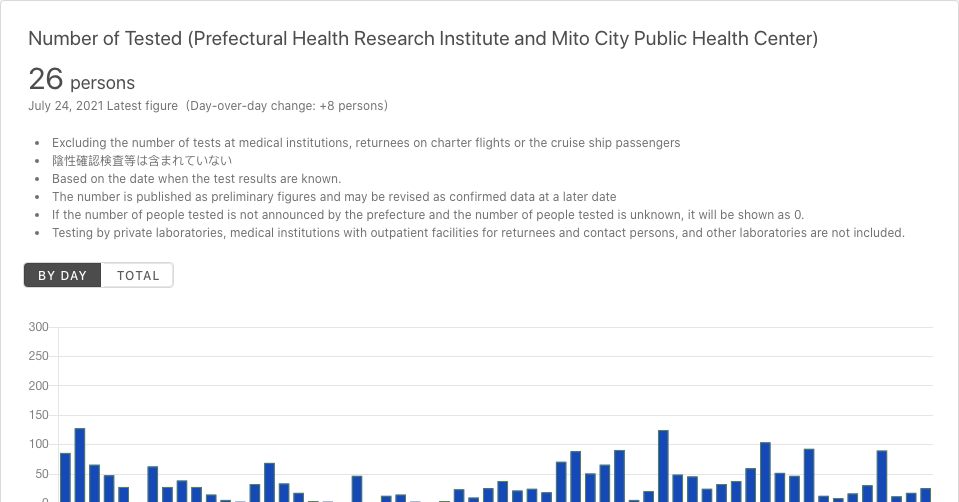 Number of Tested (Prefectural Health Research Institute and Mito City Public Health Center)
26 persons
July 24, 2021 Latest figure (Day-over-day change: +8 persons)
• Excluding the number of tests at medical institutions, returnees on charter flights or the cruise ship passengers
• 陰性確認検査等は含まれていない
• Based on the date when the test results are known.
• The number is published as preliminary figures and may be revised as confirmed data at a later date
• If the number of people tested is not announced by the prefecture and the number of people tested is unknown, it will be shown as 0.
• Testing by private laboratories, medical institutions with outpatient facilities for returnees and contact persons, and other laboratories are not included.
BY DAY TOTAL
300
250
200
150
100
50
0